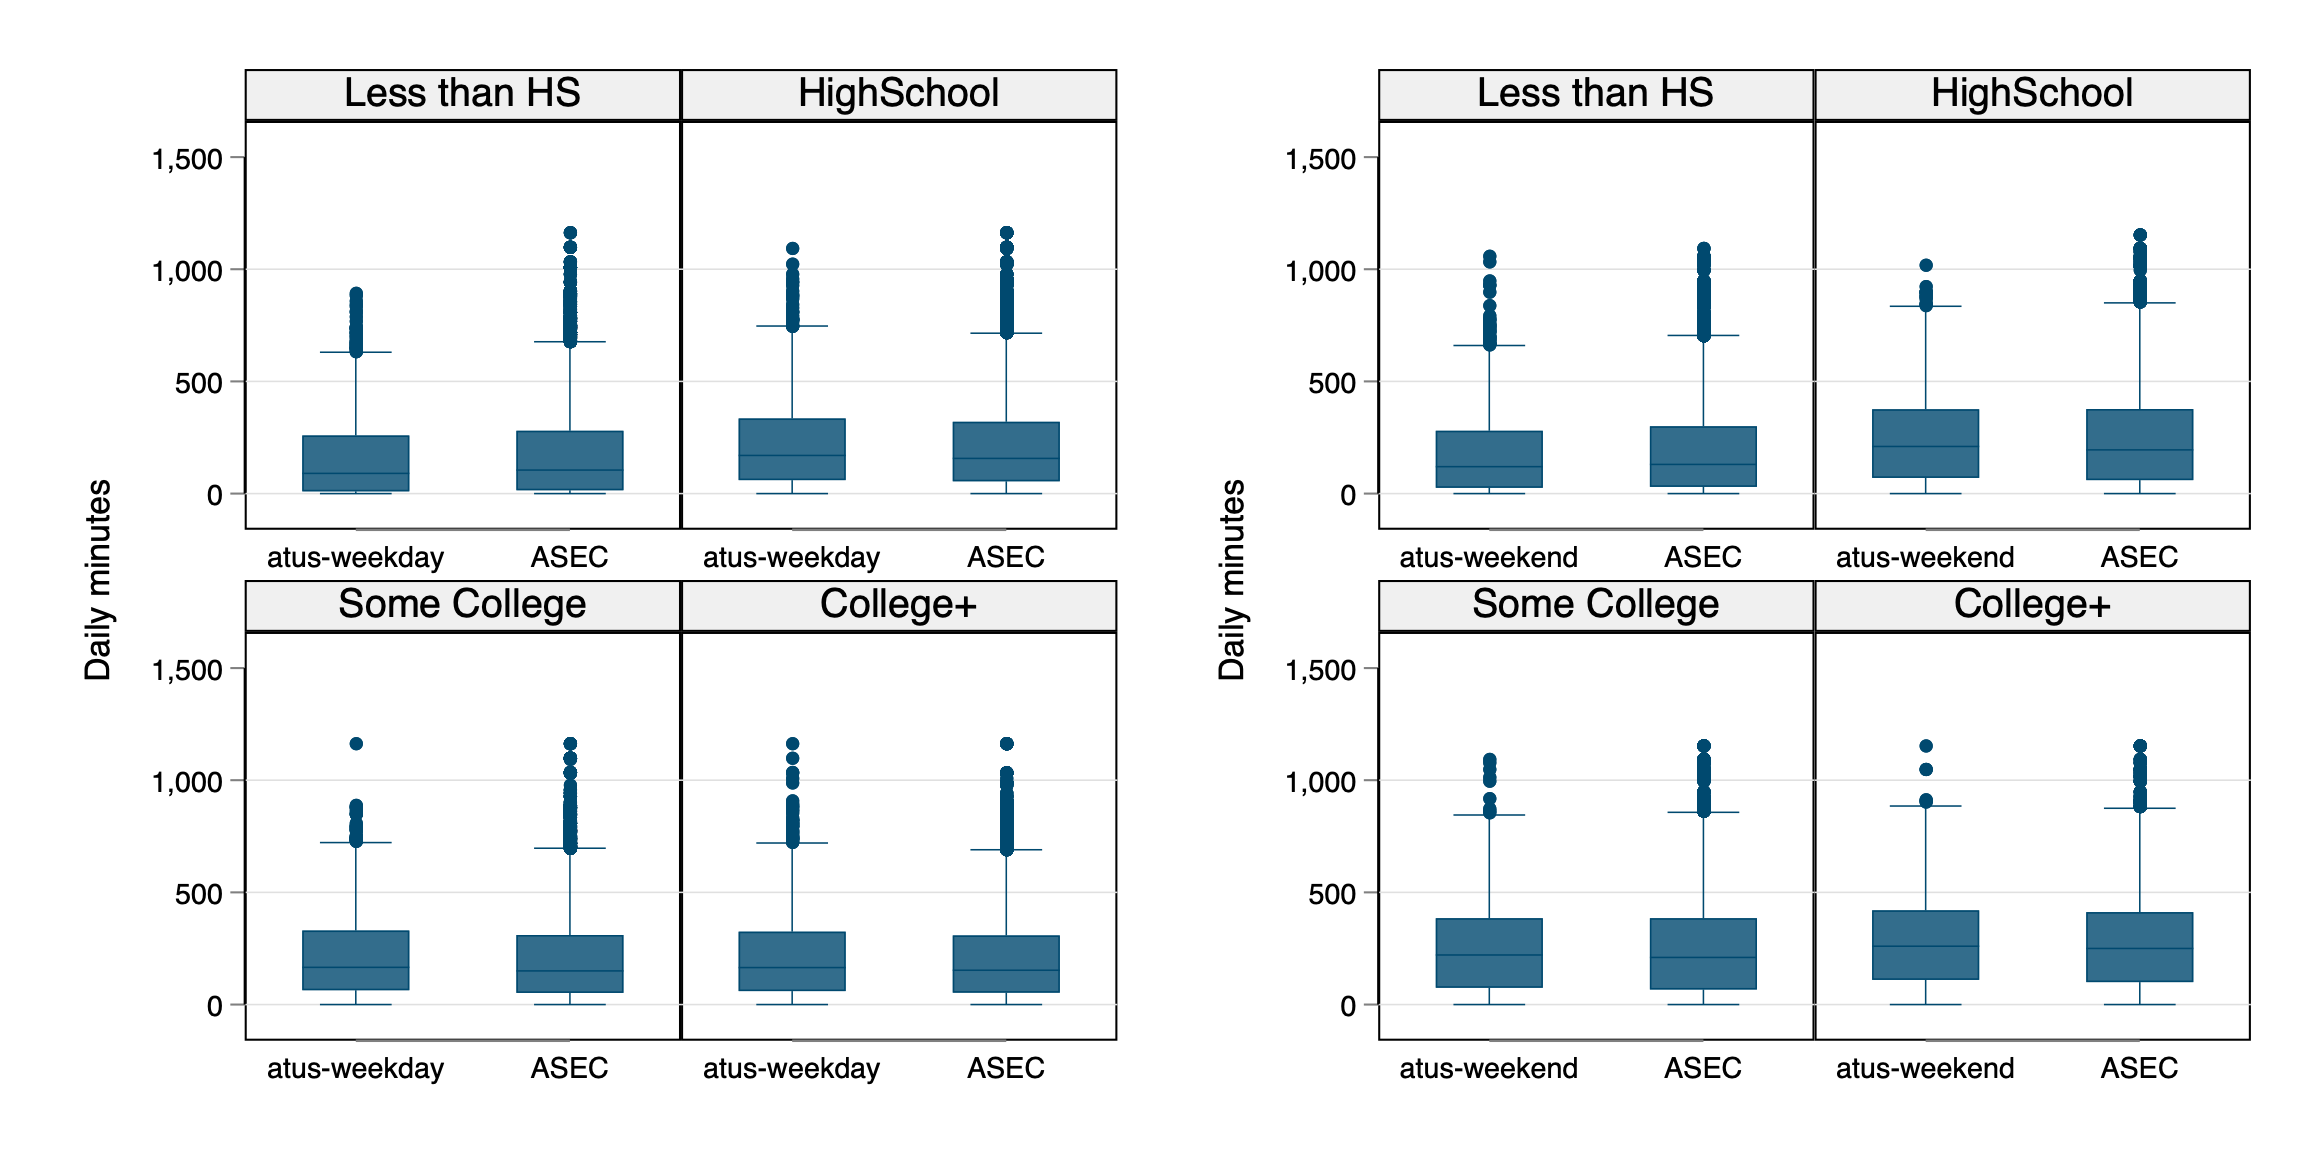 Less than HS HighSchool
1,500
1,000
500
0
atus-weekday ASEC atus-weekday ASEC
Some College College+
1,500
1,000
500
0
atus-weekday ASEC atus-weekday ASEC
Daily minutes
Less than HS HighSchool
1,500
1,000
500
0
atus-weekend ASEC atus-weekend ASEC
Some College College+
1,500
1,000
500
0
atus-weekend ASEC atus-weekend ASEC
Daily minutes